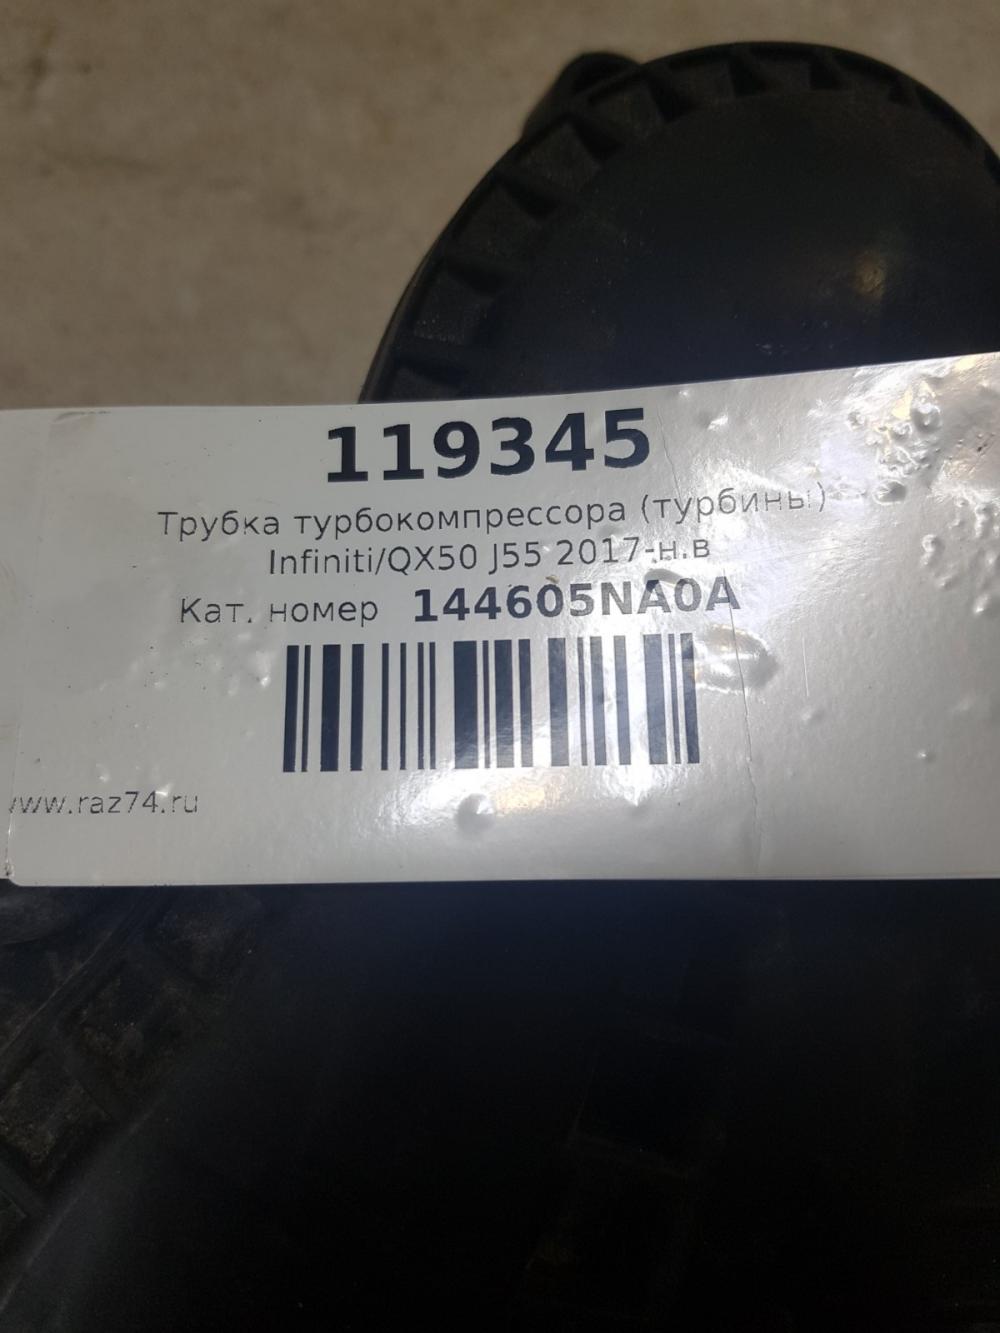 119345
Трубка турбокомпрессора (турбины)
Infiniti/QX50 J55 2017-н.в
Кат. номер 144605NA0A
www.raz74.ru